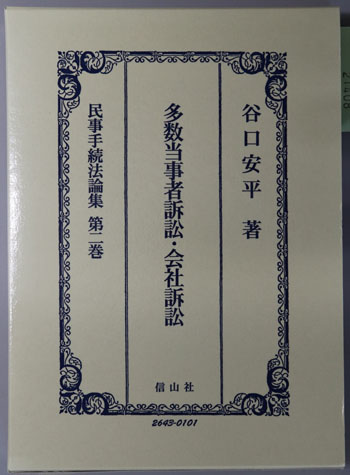 谷口安平 著
多数当事者訴訟・会社訴訟
民事手続法論集 第二巻
信山社
2643-0101